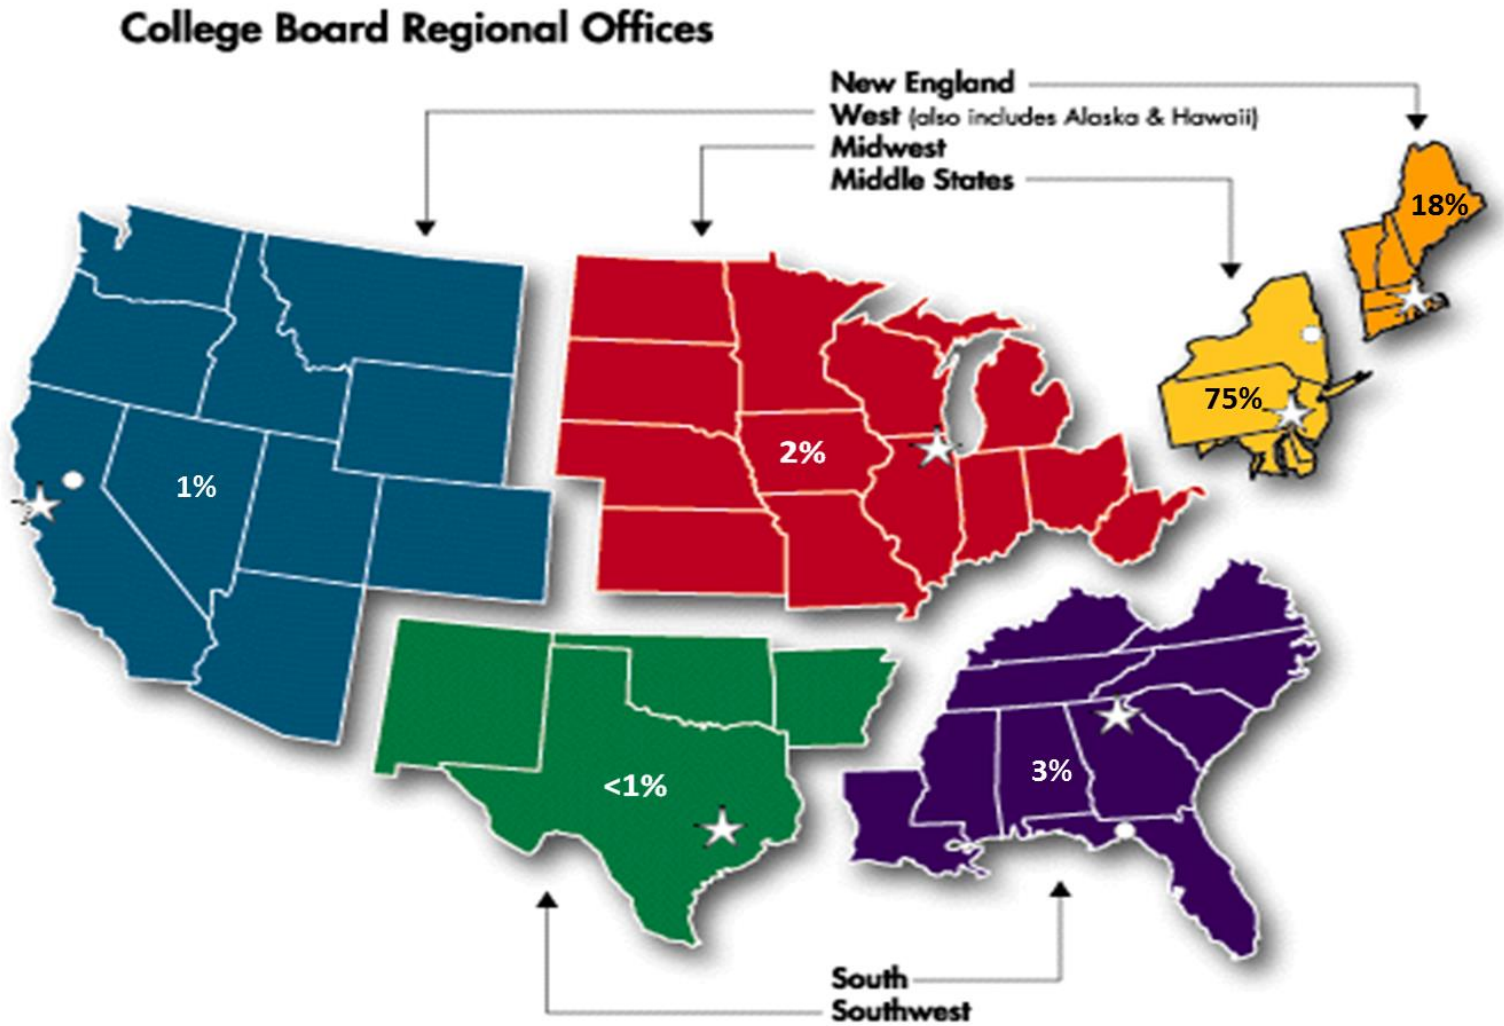 College Board Regional Offices
New England
West (also includes Alaska & Hawaii)
Midwest
Middle States
18%
75%
2%
1%
3%
<1%
South
Southwest